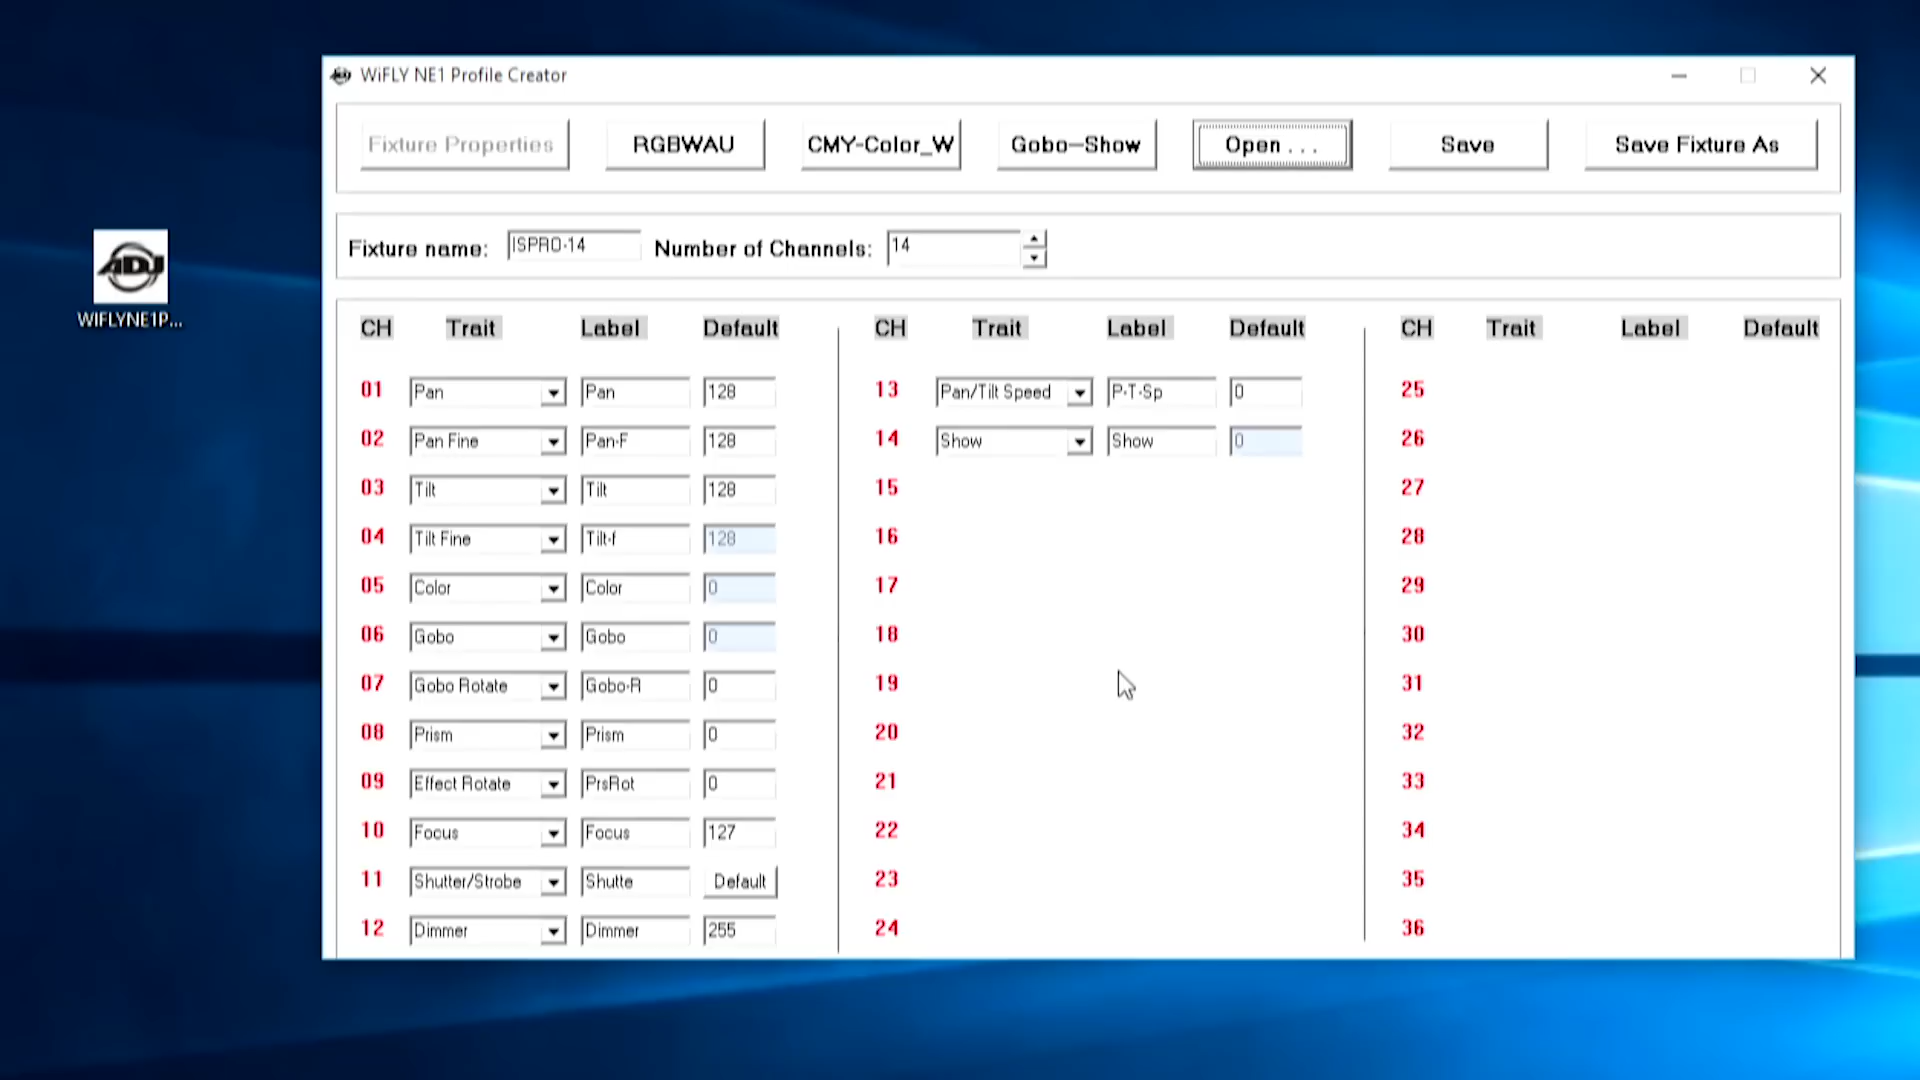 WiFLY NE1 Profile Creator
Fixture Properties RGBWAU CMY-Color_W Gobo-Show Open . . . Save Save Fixture As
Fixture name: ISPRO-14 Number of Channels: 14
ADJ
WIFLYNE1P...
CH Trait Label Default CH Trait Label Default CH Trait Label Default
01 Pan Pan 128 13 Pan/Tilt Speed P-T-Sp 0 25
02 Pan Fine Pan-F 128 14 Show Show 0 26
03 Tilt Tilt 128 15 27
04 Tilt Fine Tilt-f 128 16 28
05 Color Color 0 17 29
06 Gobo Gobo 0 18 30
07 Gobo Rotate Gobo-R 0 19 31
08 Prism Prism 0 20 32
09 Effect Rotate PrsRot 0 21 33
10 Focus Focus 127 22 34
11 Shutter/Strobe Shutte Default 23 35
12 Dimmer Dimmer 255 24 36